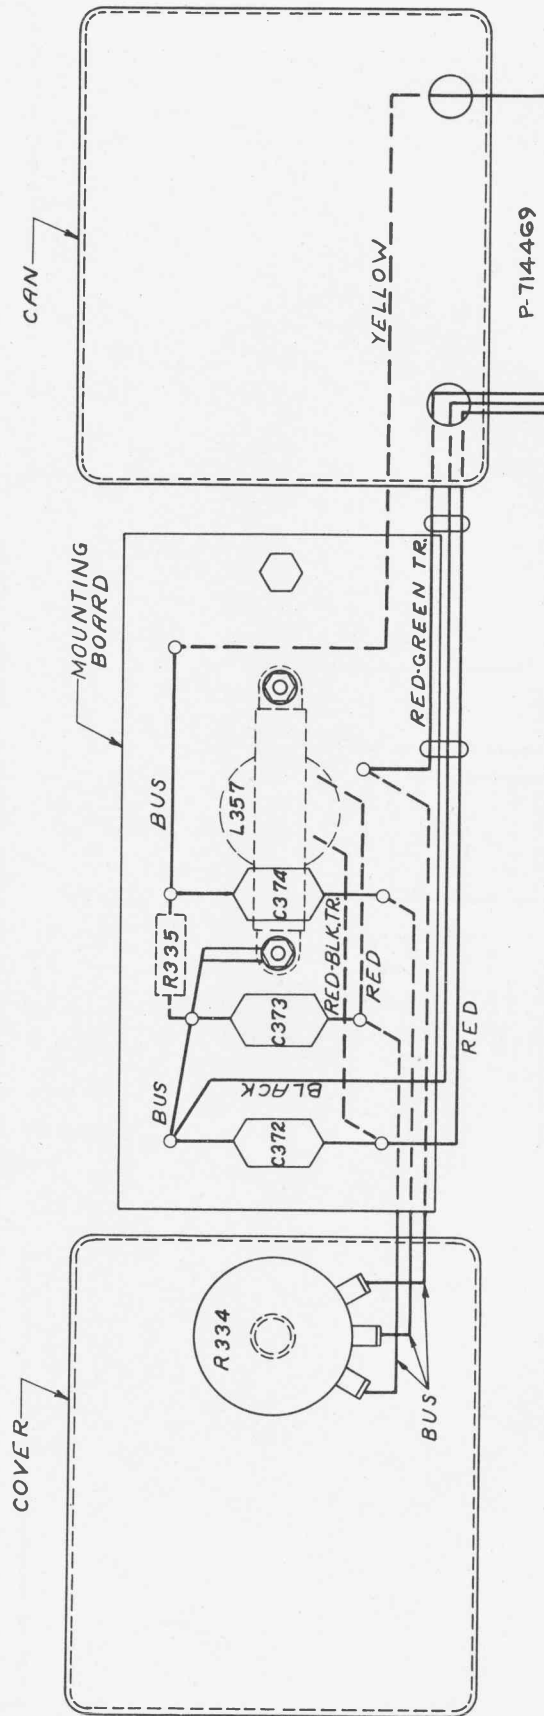 COVER
R334
BUS
MOUNTING
BOARD
BUS
C372
BLACK
C373
R335
RED-BLK.TR.
RED
C374
L357
BUS
RED
RED-GREEN TR.
CAN
YELLOW
P-714469